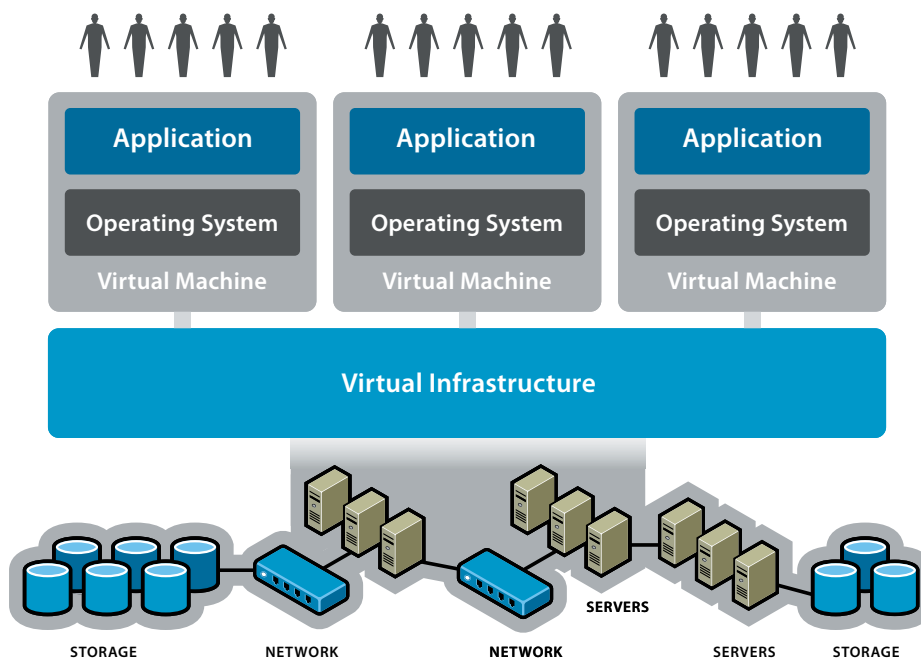 Application
Application
Application
Operating System
Operating System
Operating System
Virtual Machine
Virtual Machine
Virtual Machine
Virtual Infrastructure
SERVERS
STORAGE
NETWORK
NETWORK
SERVERS
STORAGE